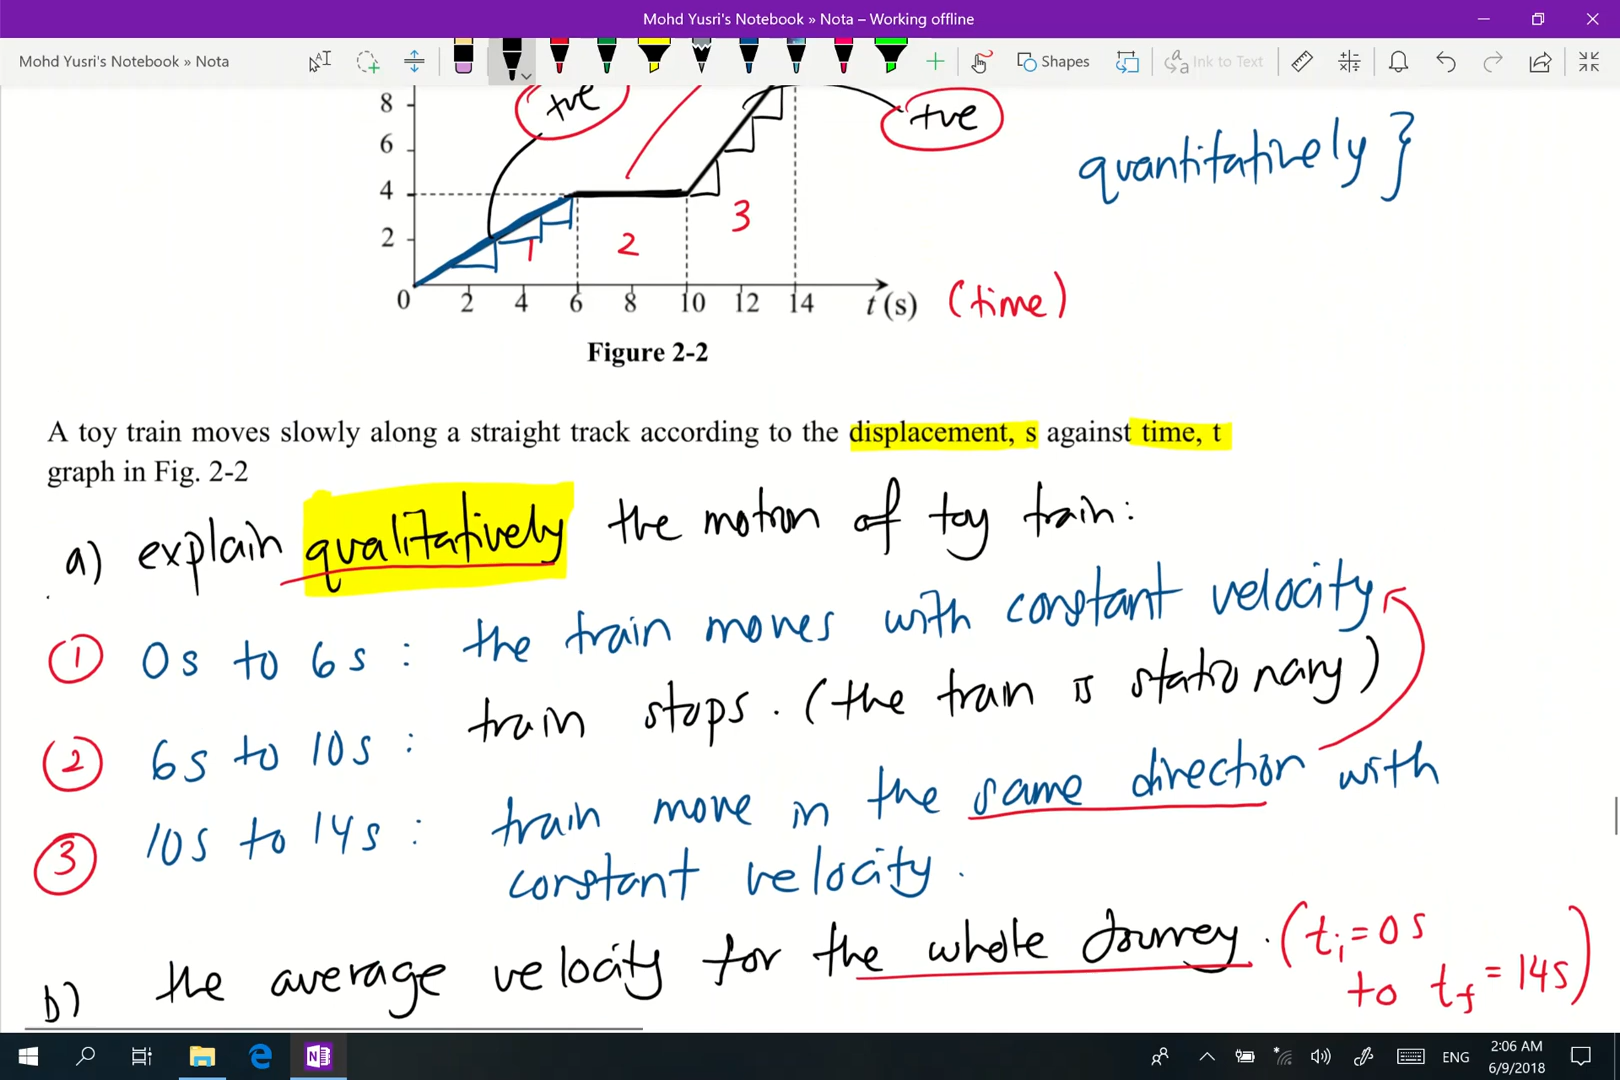 Mohd Yusri's Notebook » Nota – Working offline
Mohd Yusri's Notebook » Nota
Shapes
Ink to Text
8
6
4
2
0
2 4 6 8 10 12 14 t (s) (time)
+ve
+ve
1
2
3
quantitatively }
Figure 2-2
A toy train moves slowly along a straight track according to the displacement, s against time, t
graph in Fig. 2-2
a) explain qualitatively the motion of toy train:
① 0s to 6s : the train moves with constant velocity
② 6s to 10s : train stops. (the train is stationary)
③ 10s to 14s : train move in the same direction with
constant velocity.
b) the average velocity for the whole Journey. (ti = 0s
to tf = 14s)
ENG
2:06 AM
6/9/2018